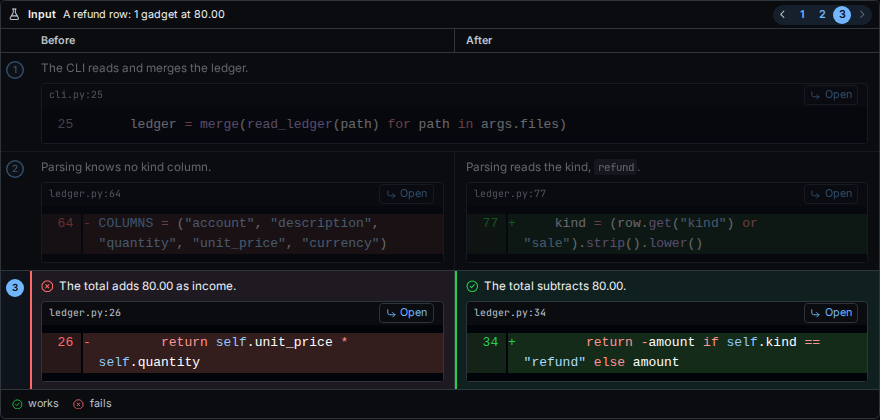 Input A refund row: 1 gadget at 80.00
1 2 3
Before After
1 The CLI reads and merges the ledger.
cli.py:25 Open
25 ledger = merge(read_ledger(path) for path in args.files)
2 Parsing knows no kind column.
ledger.py:64 Open
64 - COLUMNS = ("account", "description",
"quantity", "unit_price", "currency")
Parsing reads the kind, refund.
ledger.py:77 Open
77 + kind = (row.get("kind") or
"sale").strip().lower()
3 The total adds 80.00 as income.
ledger.py:26 Open
26 - return self.unit_price *
self.quantity
The total subtracts 80.00.
ledger.py:34 Open
34 + return -amount if self.kind ==
"refund" else amount
works fails